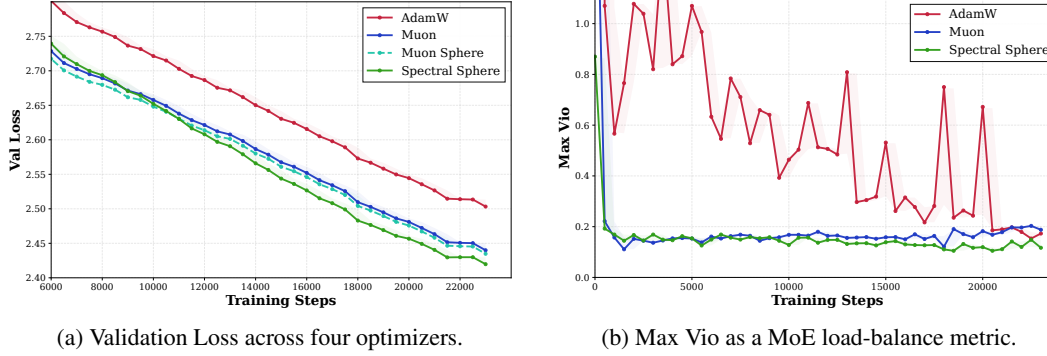 AdamW
Muon
Muon Sphere
Spectral Sphere
Val Loss
2.75
2.70
2.65
2.60
2.55
2.50
2.45
2.40
6000 8000 10000 12000 14000 16000 18000 20000 22000
Training Steps
(a) Validation Loss across four optimizers.
AdamW
Muon
Spectral Sphere
Max Vio
1.0
0.8
0.6
0.4
0.2
0.0
0 5000 10000 15000 20000
Training Steps
(b) Max Vio as a MoE load-balance metric.